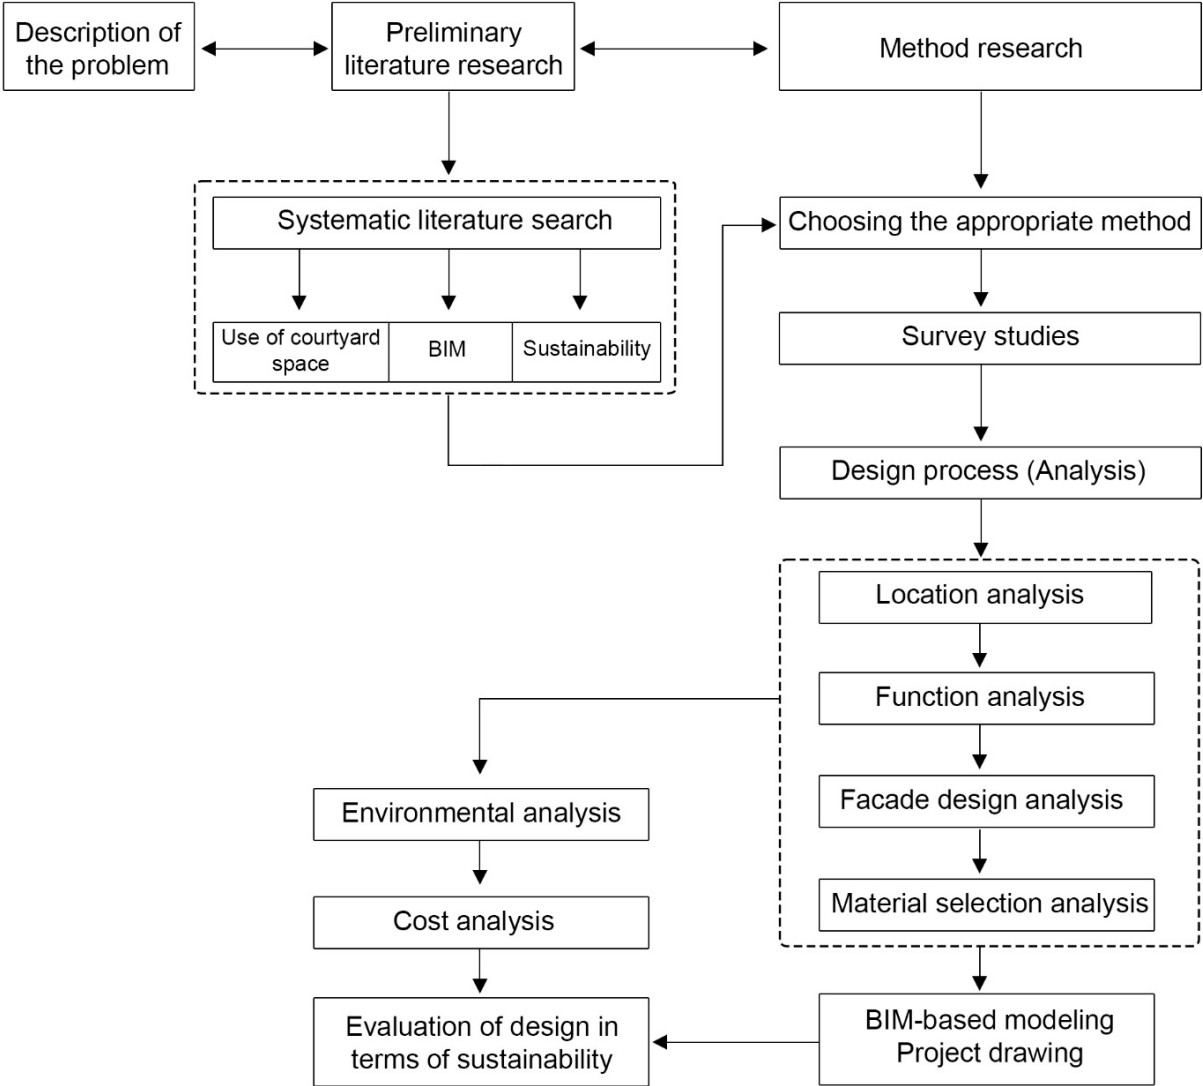 Description of
the problem
Preliminary
literature research
Method research
Systematic literature search
Use of courtyard
space
BIM
Sustainability
Choosing the appropriate method
Survey studies
Design process (Analysis)
Location analysis
Function analysis
Facade design analysis
Material selection analysis
Environmental analysis
Cost analysis
Evaluation of design in
terms of sustainability
BIM-based modeling
Project drawing